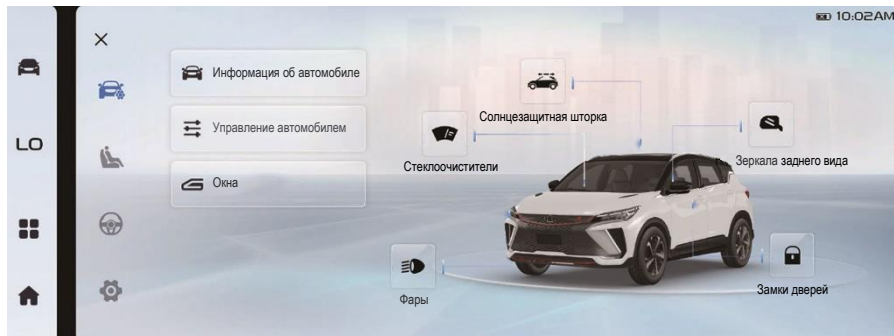 10:02AM
Информация об автомобиле
Управление автомобилем
Окна
LO
Солнцезащитная шторка
Стеклоочистители
Зеркала заднего вида
Фары
Замки дверей